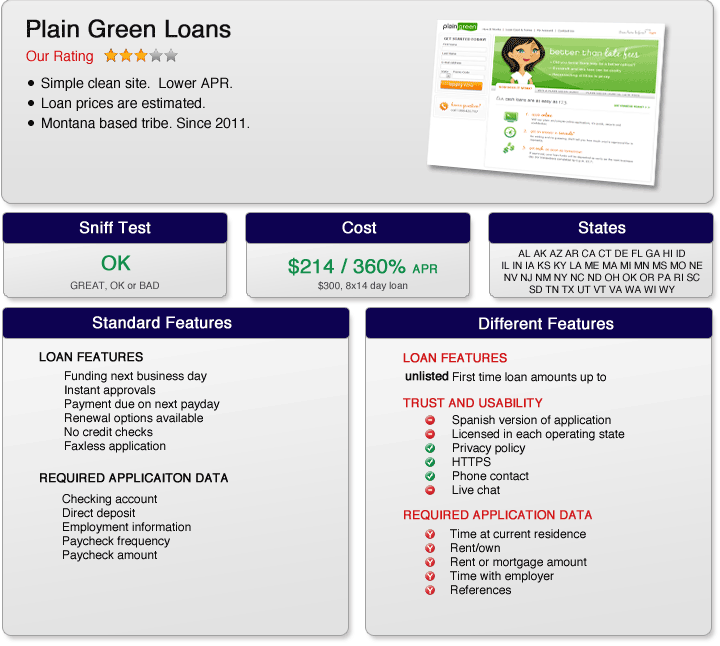 Plain Green Loans
Our Rating
Simple clean site. Lower APR.
Loan prices are estimated.
Montana based tribe. Since 2011.
plaingreen
better than late fees
Sniff Test
OK
GREAT, OK or BAD
Cost
$214 / 360% APR
$300, 8x14 day loan
States
AL AK AZ AR CA CT DE FL GA HI ID
IL IN IA KS KY LA ME MA MI MN MS MO NE
NV NJ NM NY NC ND OH OK OR PA RI SC
SD TN TX UT VT VA WA WI WY
Standard Features
LOAN FEATURES
Funding next business day
Instant approvals
Payment due on next payday
Renewal options available
No credit checks
Faxless application
REQUIRED APPLICAITON DATA
Checking account
Direct deposit
Employment information
Paycheck frequency
Paycheck amount
Different Features
LOAN FEATURES
unlisted First time loan amounts up to
TRUST AND USABILITY
Spanish version of application
Licensed in each operating state
Privacy policy
HTTPS
Phone contact
Live chat
REQUIRED APPLICATION DATA
Y Time at current residence
Y Rent/own
Y Rent or mortgage amount
Y Time with employer
Y References